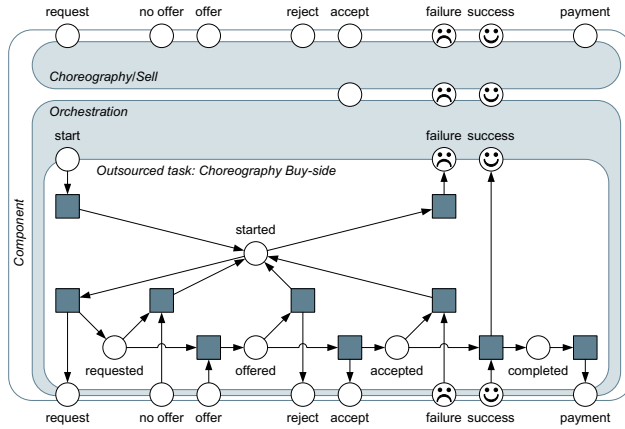 request no offer offer reject accept failure success payment
Choreography/Sell
Orchestration
start failure success
Outsourced task: Choreography Buy-side
Component
started
requested offered accepted completed
request no offer offer reject accept failure success payment